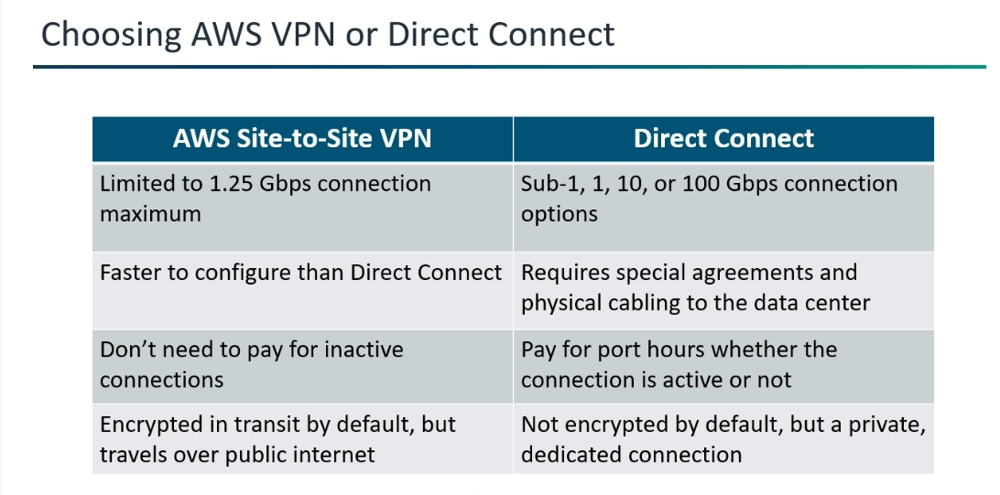 Choosing AWS VPN or Direct Connect
AWS Site-to-Site VPN
Direct Connect
Limited to 1.25 Gbps connection
maximum
Sub-1, 1, 10, or 100 Gbps connection
options
Faster to configure than Direct Connect
Requires special agreements and
physical cabling to the data center
Don’t need to pay for inactive
connections
Pay for port hours whether the
connection is active or not
Encrypted in transit by default, but
travels over public internet
Not encrypted by default, but a private,
dedicated connection